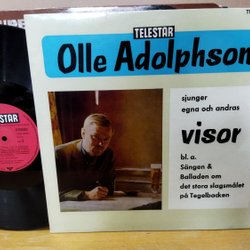 TELESTAR
Olle Adolphson
sjunger
egna och andras
visor
bl. a.
Sången &
Balladen om
det stora slagsmålet
på Tegelbacken
STAR